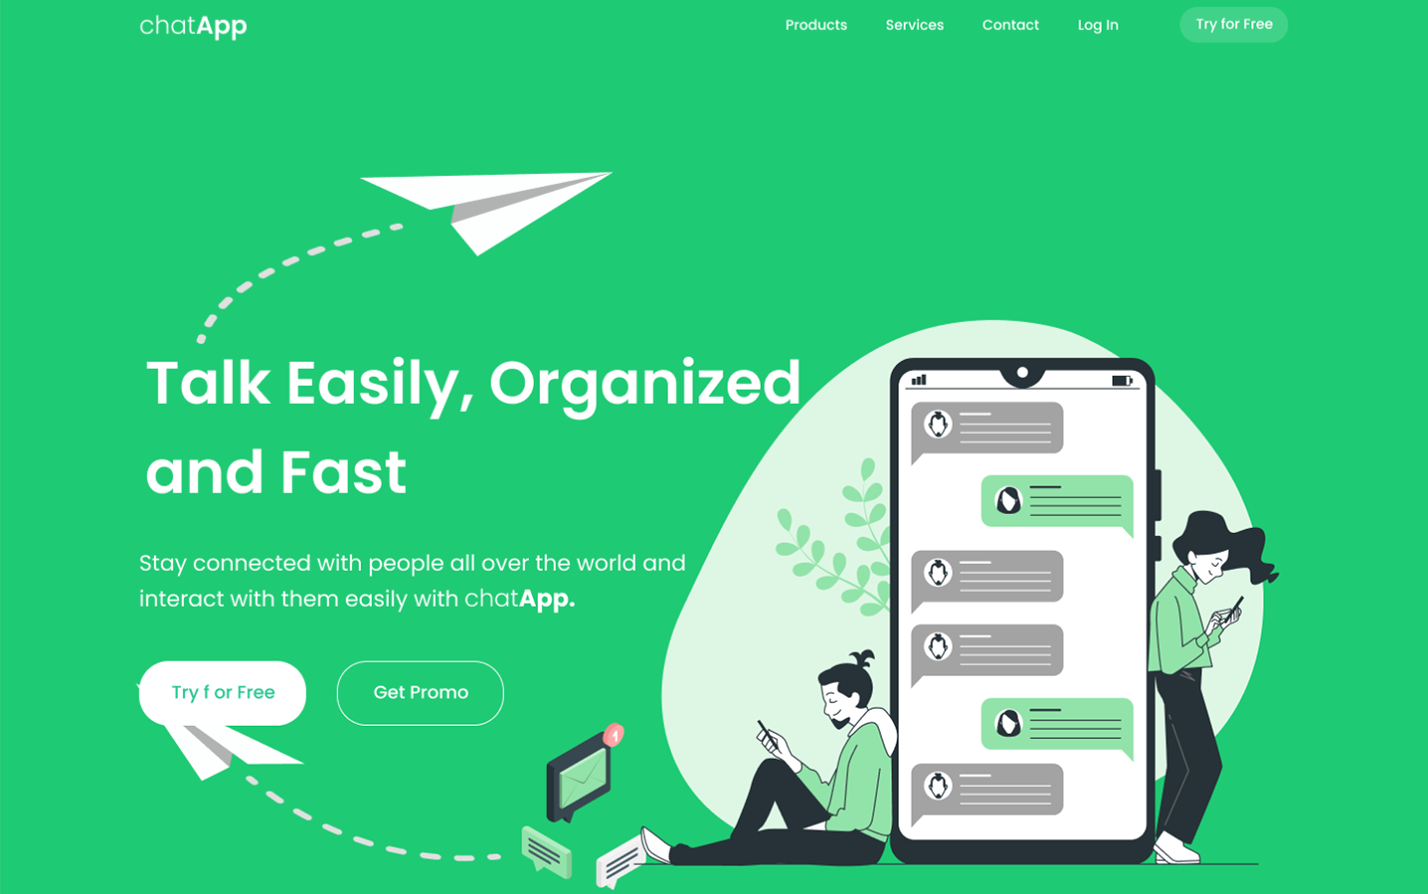 chatApp
Products Services Contact Log In Try for Free
Talk Easily, Organized
and Fast
Stay connected with people all over the world and
interact with them easily with chatApp.
Try f or Free Get Promo
1